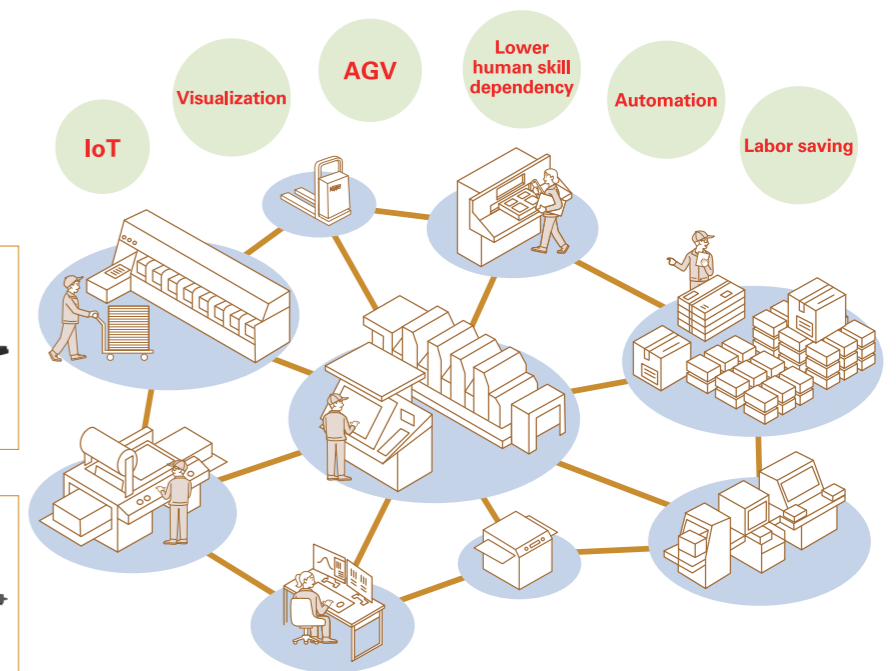 IoT
Visualization
AGV
Lower
human skill
dependency
Automation
Labor saving